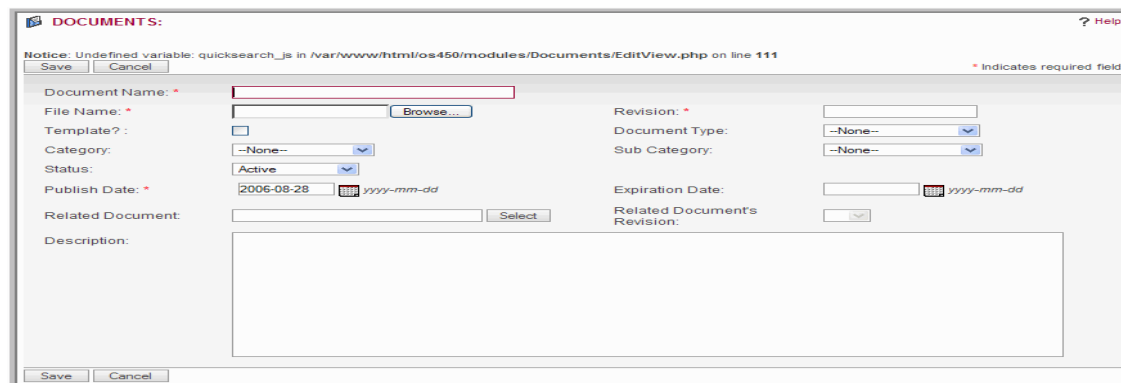 DOCUMENTS:
? Help
Notice: Undefined variable: quicksearch_js in /var/www/html/os450/modules/Documents/EditView.php on line 111
Save Cancel
* Indicates required field
Document Name: *
File Name: * Browse... Revision: *
Template? : Document Type: --None--
Category: --None-- Sub Category: --None--
Status: Active
Publish Date: * 2006-08-28 yyyy-mm-dd Expiration Date: yyyy-mm-dd
Related Document: Select Related Document's
Revision:
Description:
Save Cancel